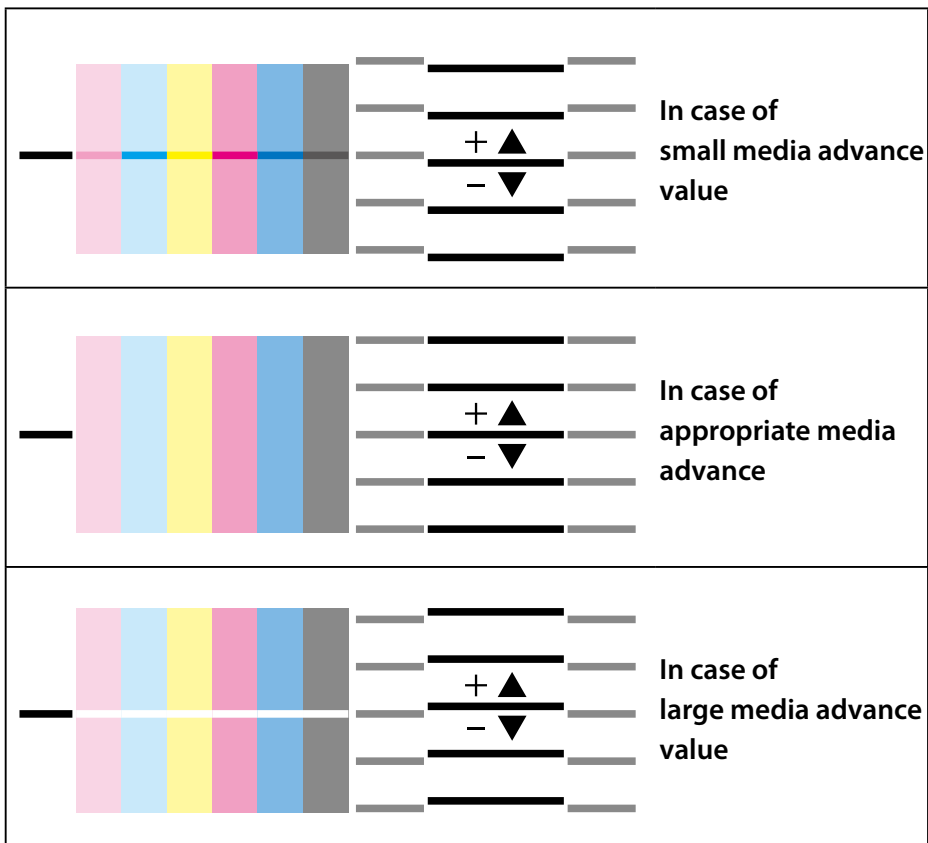 + ▲
− ▼
In case of
small media advance
value
+ ▲
− ▼
In case of
appropriate media
advance
+ ▲
− ▼
In case of
large media advance
value